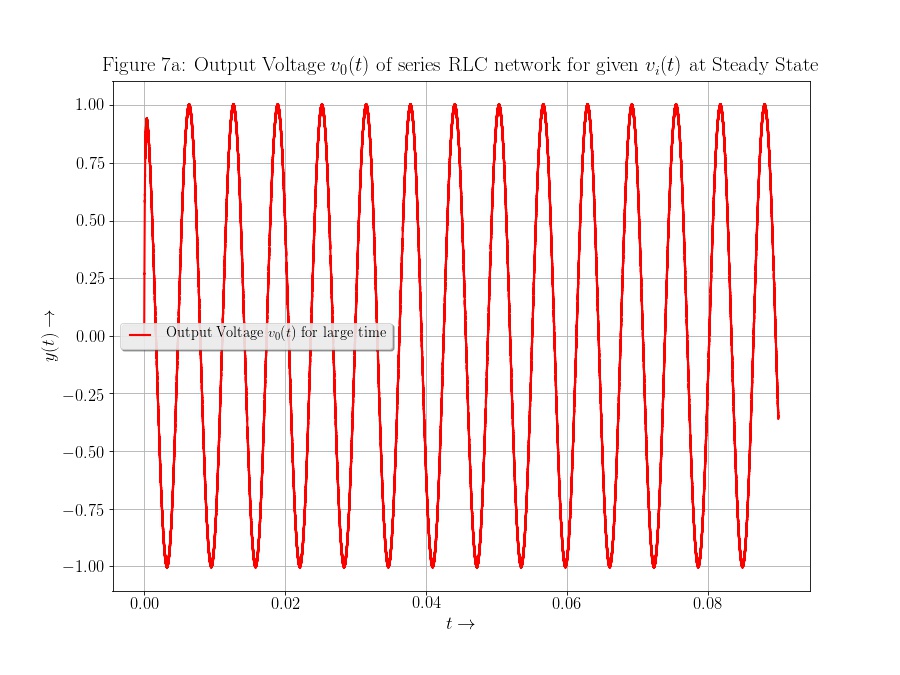 Figure 7a: Output Voltage v₀(t) of series RLC network for given vᵢ(t) at Steady State
1.00
0.75
0.50
0.25
0.00
−0.25
−0.50
−0.75
−1.00
y(t) →
Output Voltage v₀(t) for large time
0.00 0.02 0.04 0.06 0.08
t →